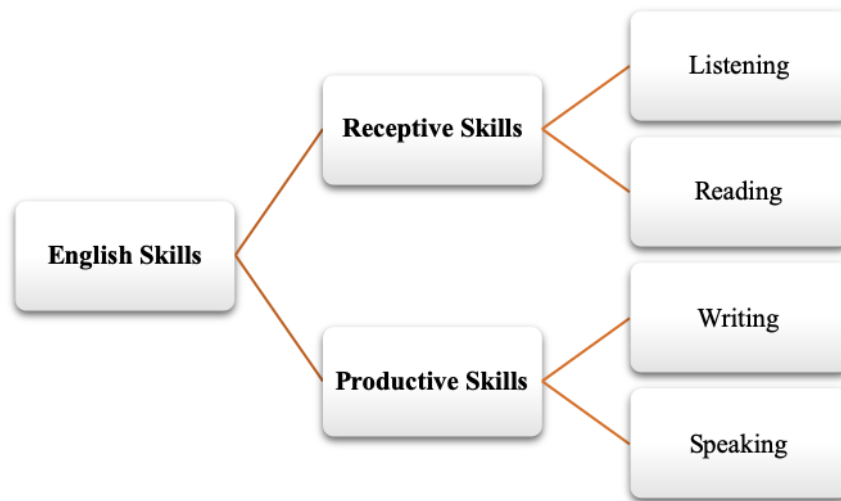 English Skills
Receptive Skills
Listening
Reading
Productive Skills
Writing
Speaking